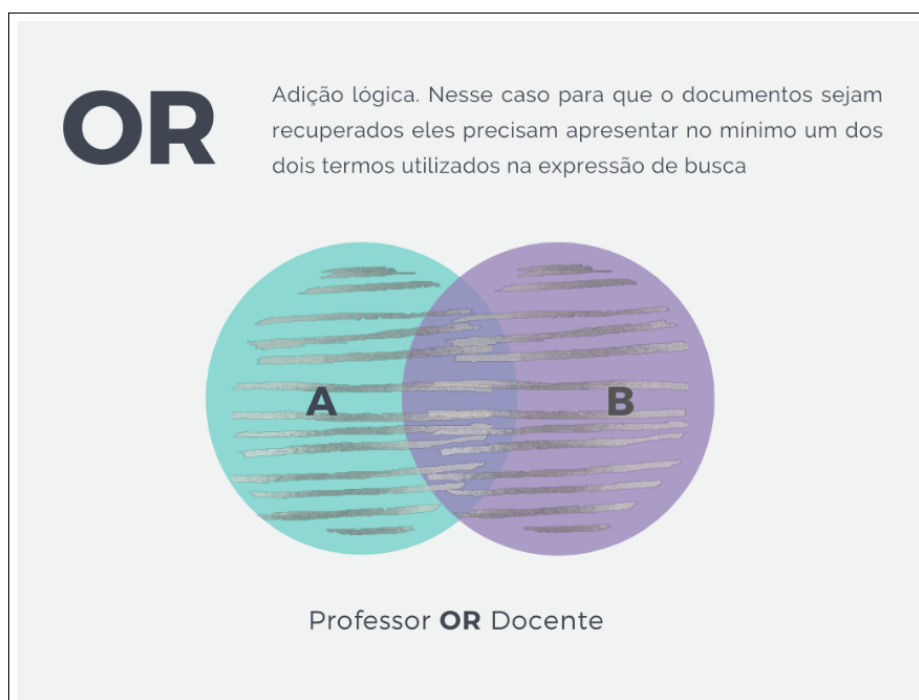 OR
Adição lógica. Nesse caso para que o documentos sejam
recuperados eles precisam apresentar no mínimo um dos
dois termos utilizados na expressão de busca
A
B
Professor OR Docente